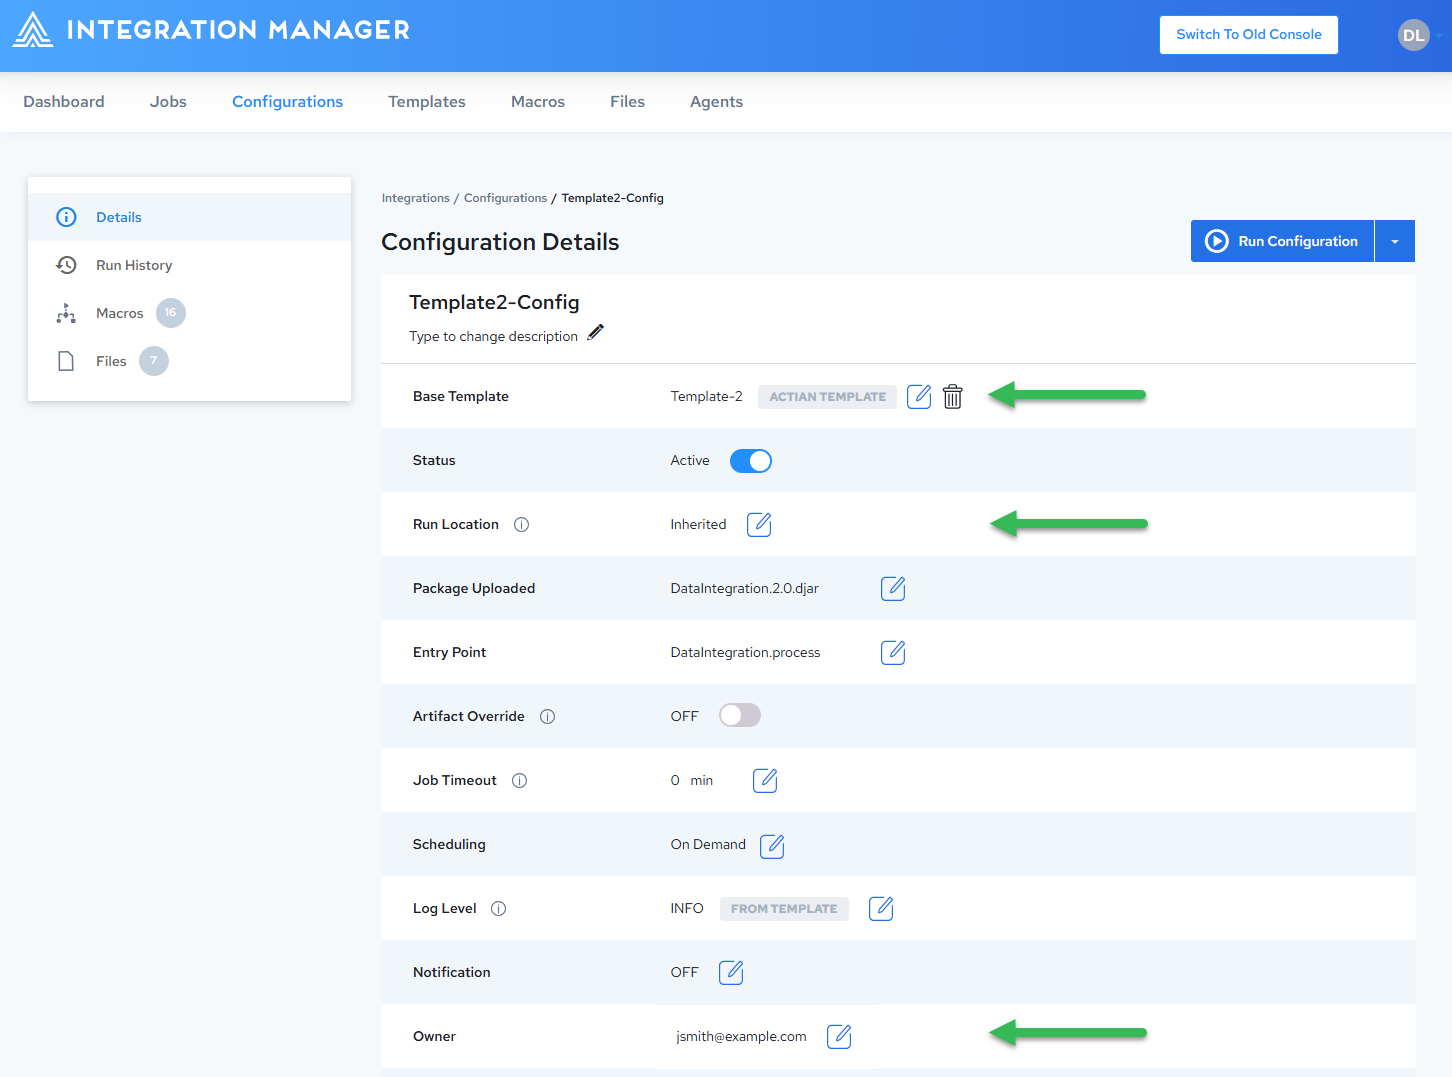 INTEGRATION MANAGER
Switch To Old Console
DL
Dashboard Jobs Configurations Templates Macros Files Agents
Details
Run History
Macros 16
Files 7
Integrations / Configurations / Template2-Config
Configuration Details
Run Configuration
Template2-Config
Type to change description
Base Template Template-2 ACTIAN TEMPLATE
Status Active
Run Location Inherited
Package Uploaded DataIntegration.2.0.djar
Entry Point DataIntegration.process
Artifact Override OFF
Job Timeout 0 min
Scheduling On Demand
Log Level INFO FROM TEMPLATE
Notification OFF
Owner jsmith@example.com